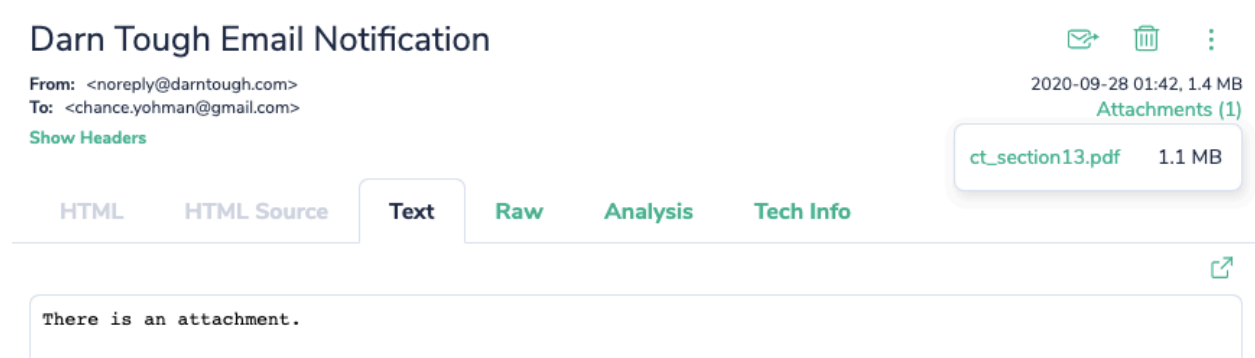 Darn Tough Email Notification
From: <noreply@darntough.com>
2020-09-28 01:42, 1.4 MB
To: <chance.yohman@gmail.com>
Attachments (1)
Show Headers
ct_section13.pdf 1.1 MB
HTML HTML Source Text Raw Analysis Tech Info
There is an attachment.